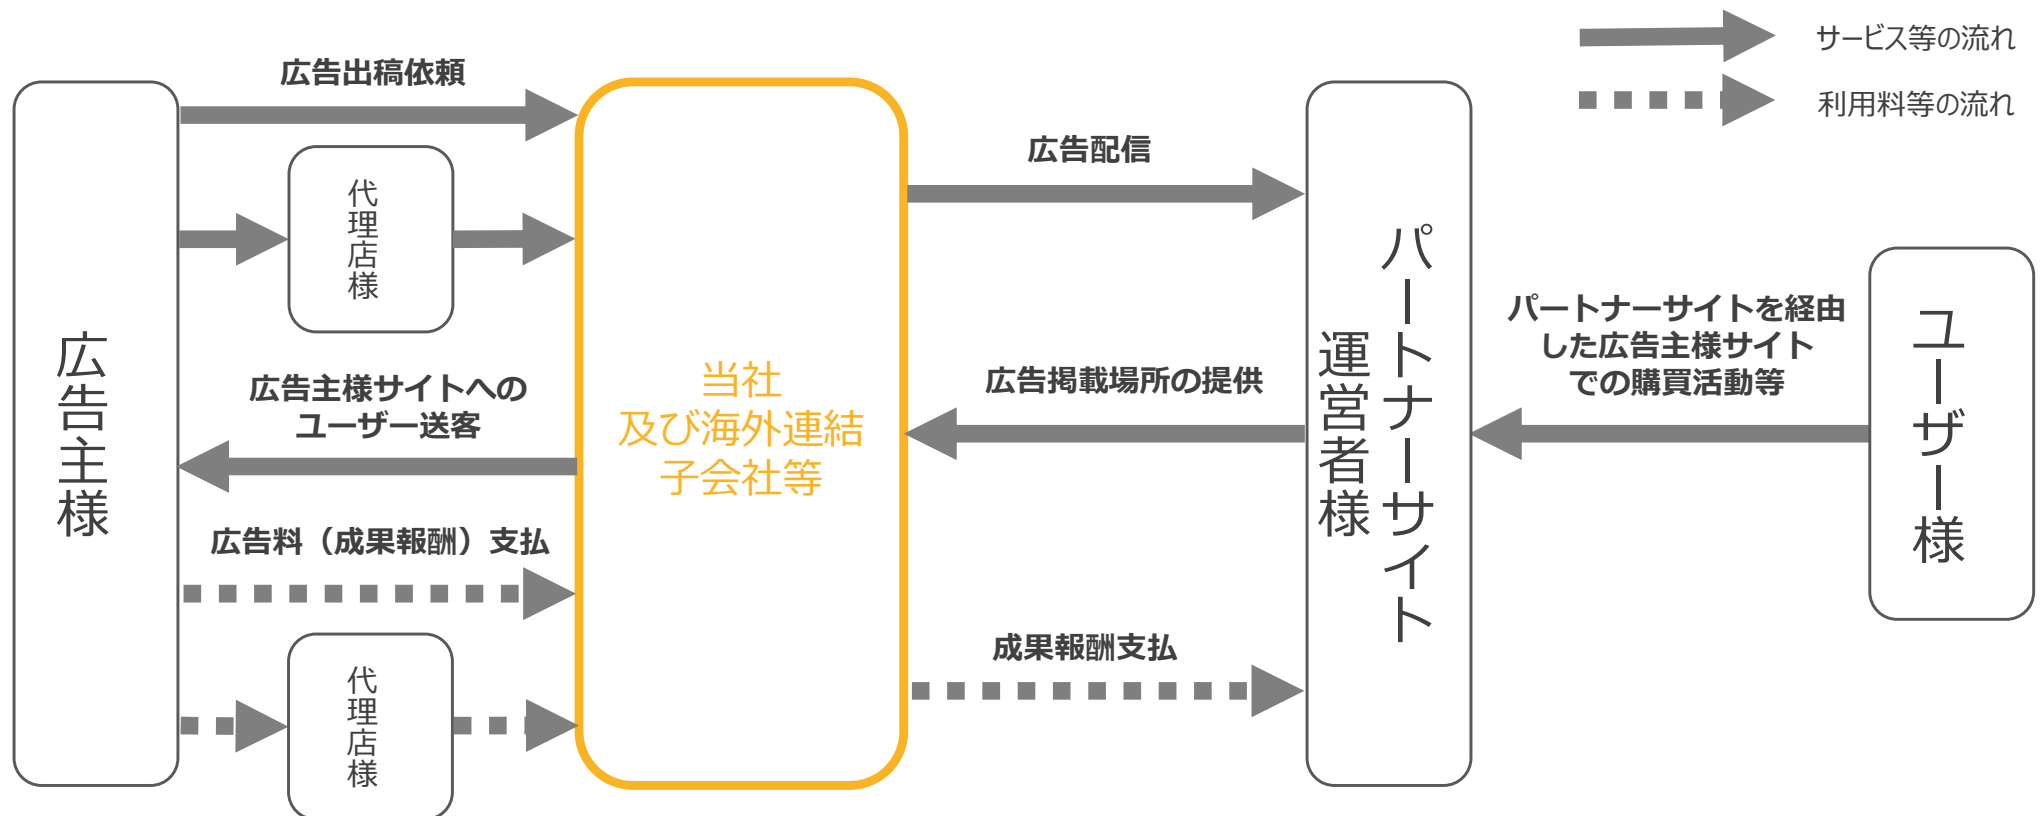 サービス等の流れ
利用料等の流れ
広告出稿依頼
代理店様
広告主様
広告主様サイトへの
ユーザー送客
広告料（成果報酬）支払
代理店様
当社
及び海外連結
子会社等
広告配信
広告掲載場所の提供
成果報酬支払
パートナーサイト
運営者様
パートナーサイトを経由
した広告主様サイト
での購買活動等
ユーザー様